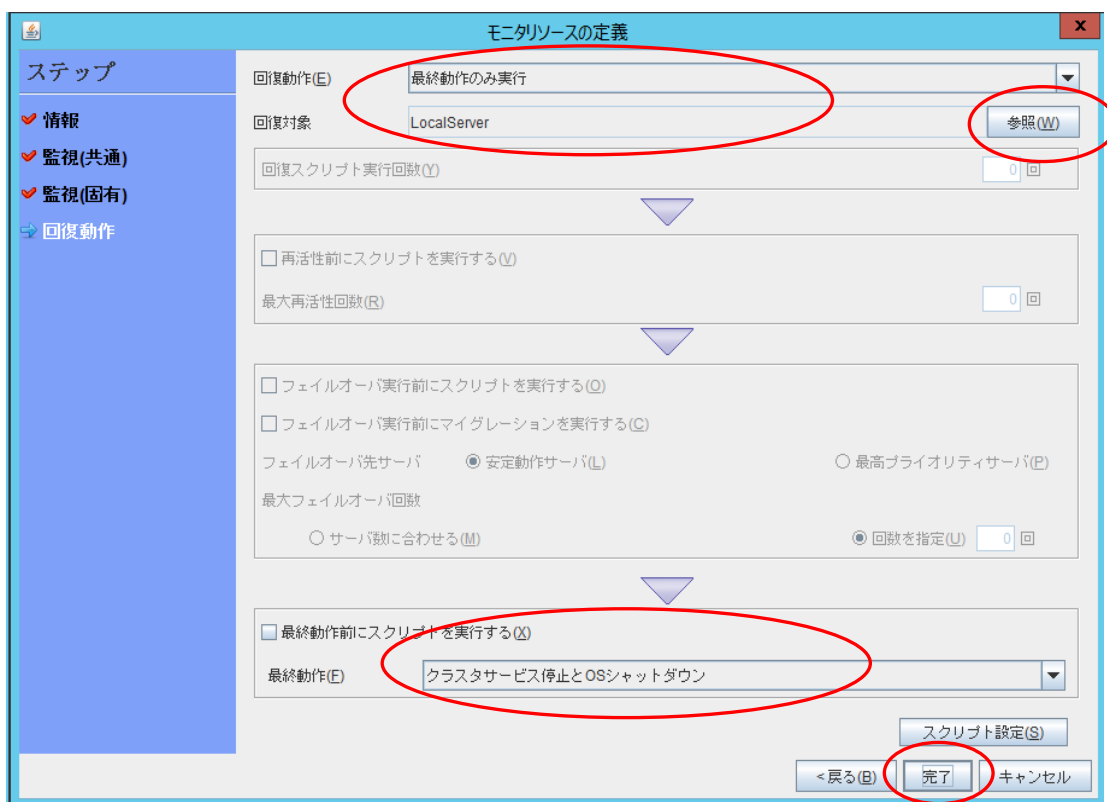 モニタリソースの定義
x
ステップ
情報
監視(共通)
監視(固有)
回復動作
回復動作(E) 最終動作のみ実行
回復対象 LocalServer 参照(W)
回復スクリプト実行回数(Y) 0 回
再活性前にスクリプトを実行する(V)
最大再活性回数(R) 0 回
フェイルオーバ実行前にスクリプトを実行する(O)
フェイルオーバ実行前にマイグレーションを実行する(C)
フェイルオーバ先サーバ 安定動作サーバ(L) 最高プライオリティサーバ(P)
最大フェイルオーバ回数
サーバ数に合わせる(M) 回数を指定(U) 0 回
最終動作前にスクリプトを実行する(X)
最終動作(F) クラスタサービス停止とOSシャットダウン
スクリプト設定(S)
<戻る(B) 完了 キャンセル